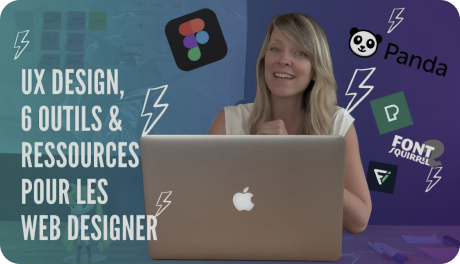 UX DESIGN,
6 OUTILS &
RESSOURCES
POUR LES
WEB DESIGNER
Panda
FONT
SQUIRREL